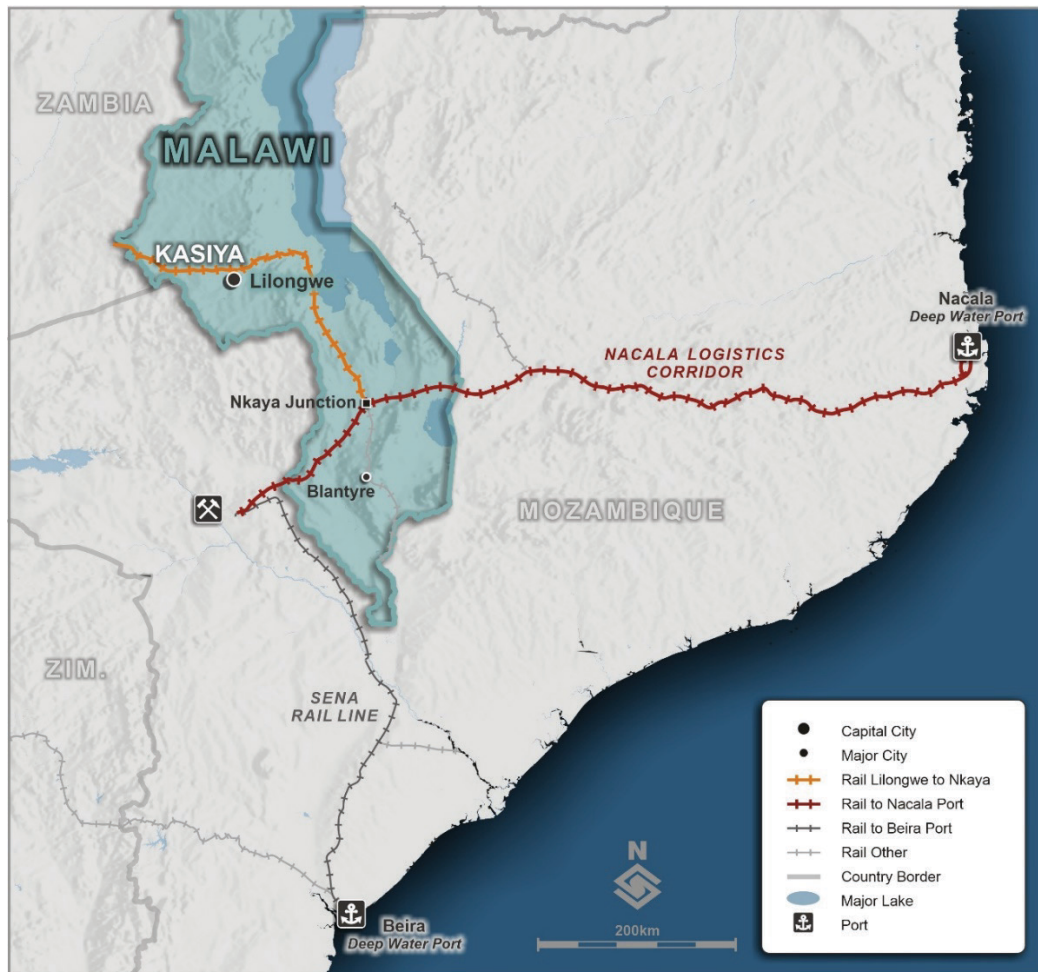 ZAMBIA
MALAWI
KASIYA
Lilongwe
Nacala
Deep Water Port
NACALA LOGISTICS
CORRIDOR
Nkaya Junction
Blantyre
MOZAMBIQUE
ZIM.
SENA
RAIL LINE
Beira
Deep Water Port
N
200km
Capital City
Major City
Rail Lilongwe to Nkaya
Rail to Nacala Port
Rail to Beira Port
Rail Other
Country Border
Major Lake
Port